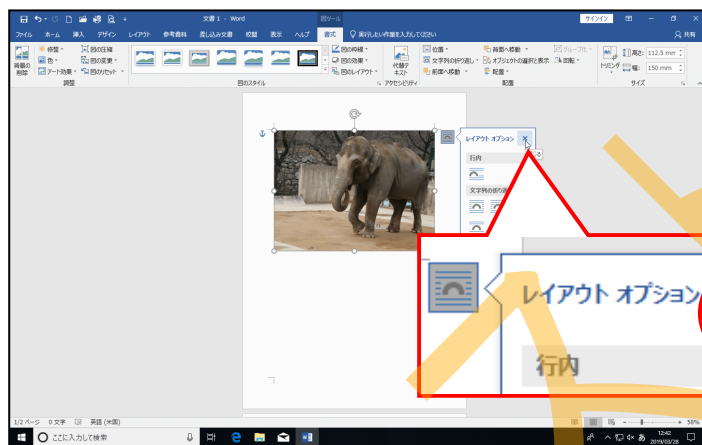 文書 1 - Word
図ツール
サインイン
ファイル ホーム 挿入 デザイン レイアウト 参考資料 差し込み文書 校閲 表示 ヘルプ 書式 実行したい作業を入力してください 共有
背景の削除
修整
色
アート効果
図の圧縮
図の変更
図のリセット
調整
図のスタイル
図の枠線
図の効果
図のレイアウト
代替テキスト
アクセシビリティ
位置
文字列の折り返し
前面へ移動
背面へ移動
オブジェクトの選択と表示
配置
グループ化
回転
配置
トリミング
高さ: 112.5 mm
幅: 150 mm
サイズ
レイアウト オプション
行内
文字列の折り返し
レイアウト オプション
行内
1/2 ページ 0 文字 英語 (米国) 58%
ここに入力して検索
あ
12:42
2019/03/28